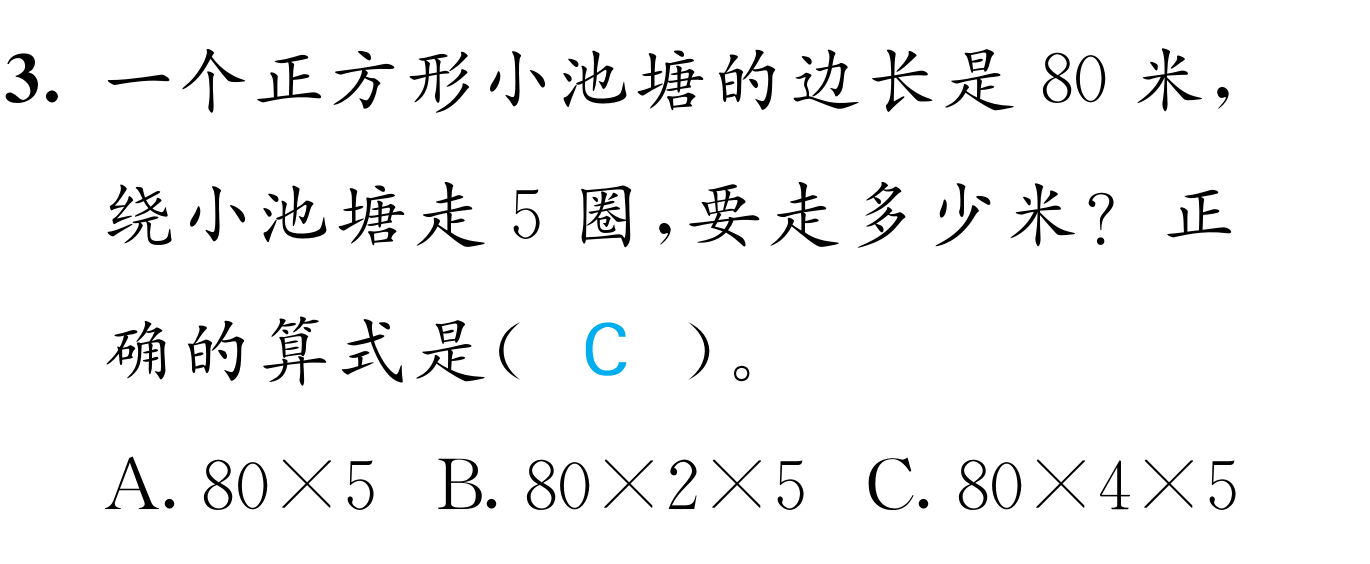 3. 一个正方形小池塘的边长是 80 米，
绕小池塘走 5 圈，要走多少米？正
确的算式是( C )。
A. 80×5 B. 80×2×5 C. 80×4×5